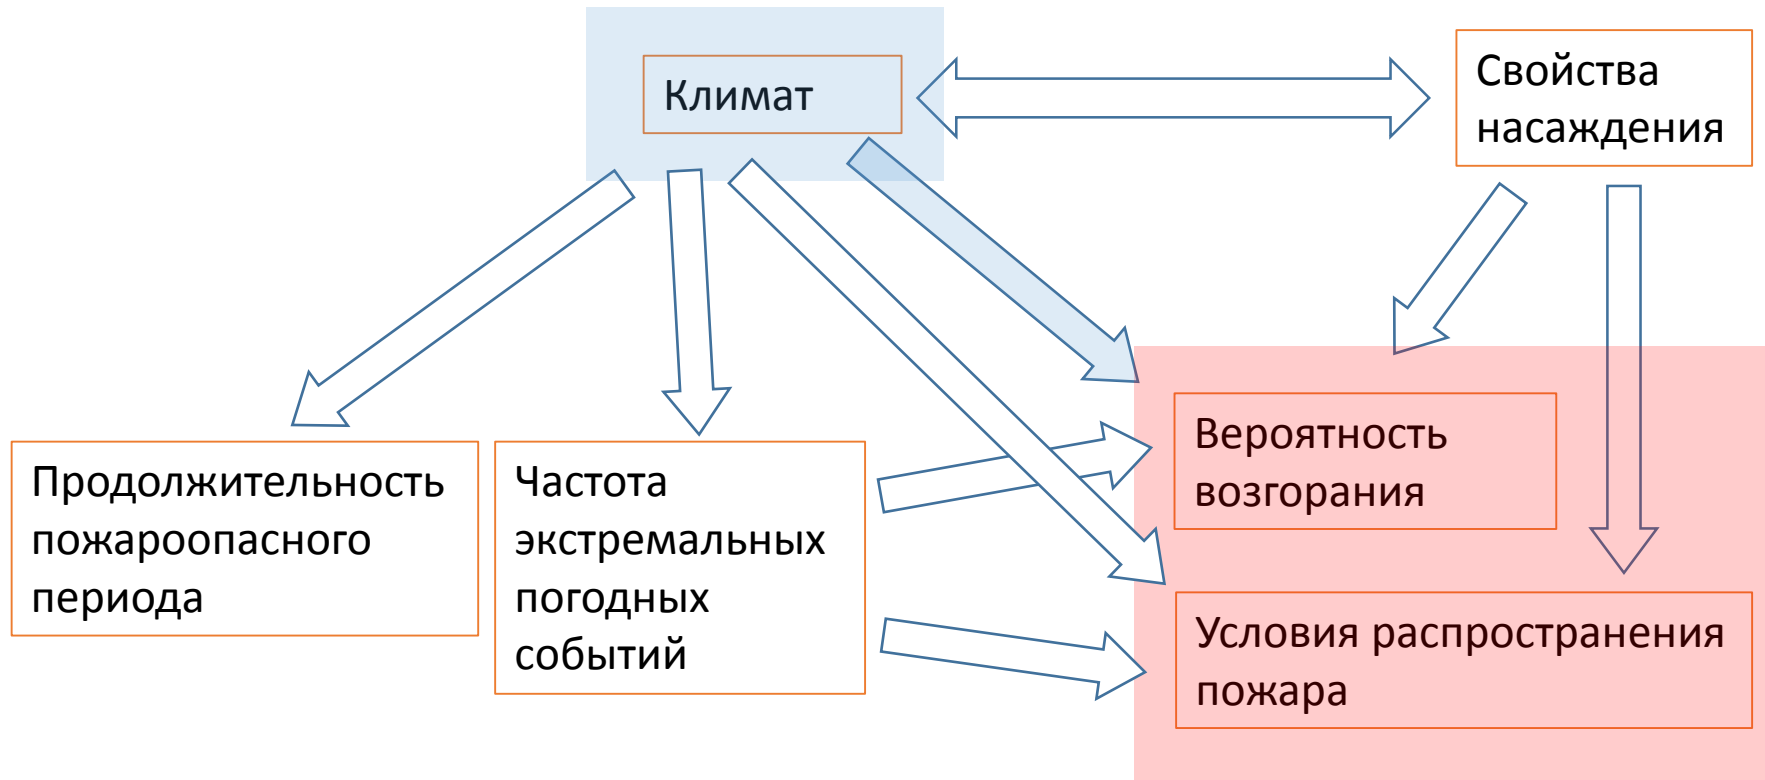 Климат
Свойства
насаждения
Продолжительность
пожароопасного
периода
Частота
экстремальных
погодных
событий
Вероятность
возгорания
Условия распространения
пожара